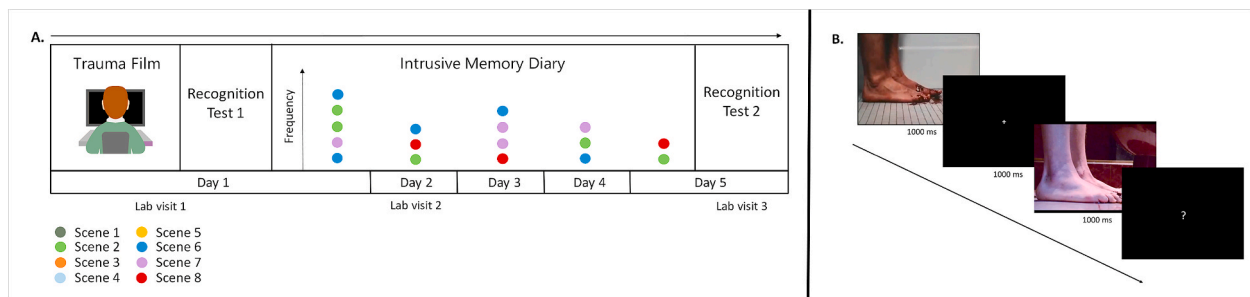 A.
Trauma Film
Recognition
Test 1
Intrusive Memory Diary
Frequency
Recognition
Test 2
Day 1
Day 2
Day 3
Day 4
Day 5
Lab visit 1
Lab visit 2
Lab visit 3
Scene 1
Scene 5
Scene 2
Scene 6
Scene 3
Scene 7
Scene 4
Scene 8
B.
1000 ms
+
1000 ms
1000 ms
?